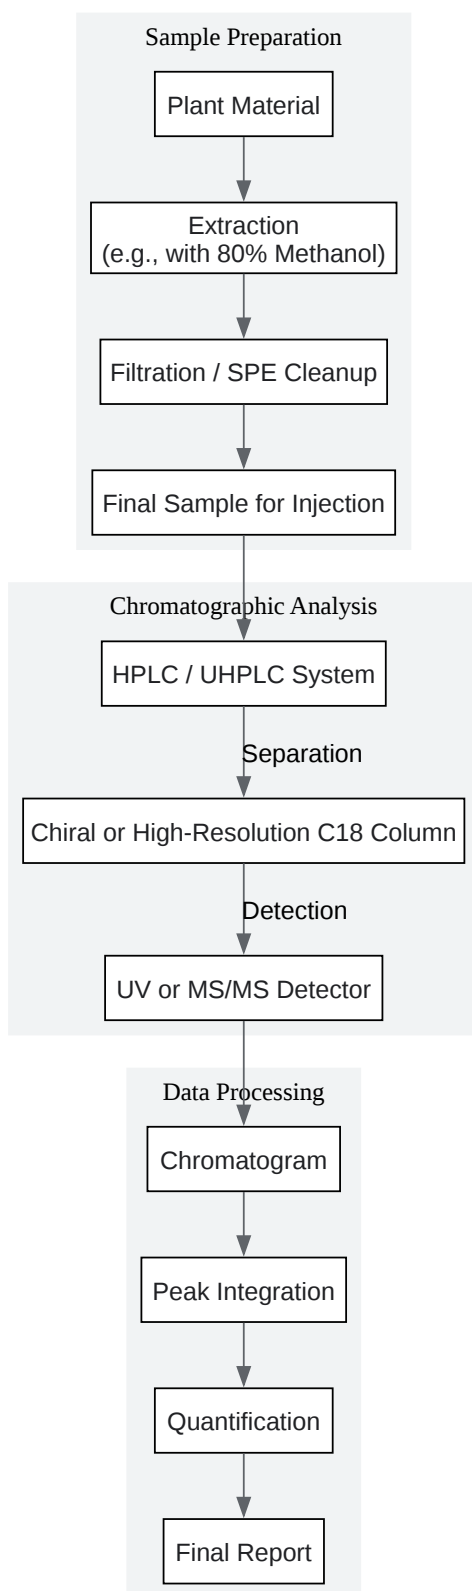 Sample Preparation
Plant Material
Extraction
(e.g., with 80% Methanol)
Filtration / SPE Cleanup
Final Sample for Injection
Chromatographic Analysis
HPLC / UHPLC System
Separation
Chiral or High-Resolution C18 Column
Detection
UV or MS/MS Detector
Data Processing
Chromatogram
Peak Integration
Quantification
Final Report